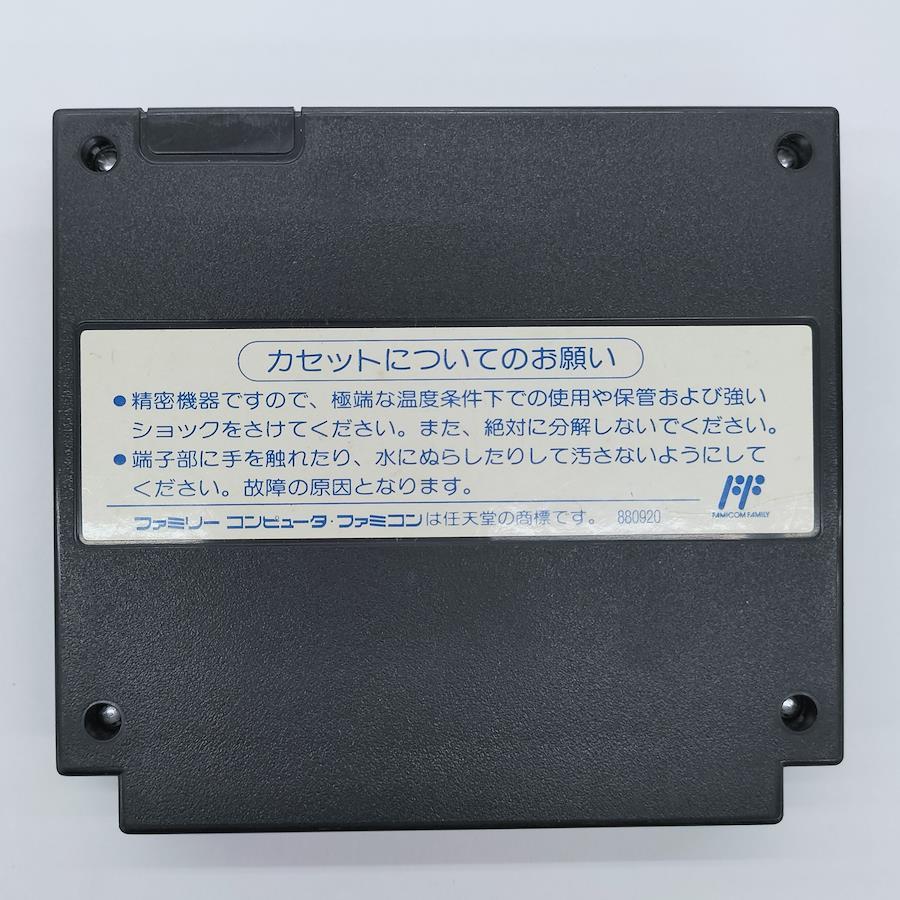 カセットについてのお願い
●精密機器ですので、極端な温度条件下での使用や保管および強い
ショックをさけてください。また、絶対に分解しないでください。
●端子部に手を触れたり、水にぬらしたりして汚さないようにして
ください。故障の原因となります。
FAMICOM FAMILY
ファミリー コンピュータ・ファミコンは任天堂の商標です。 880920